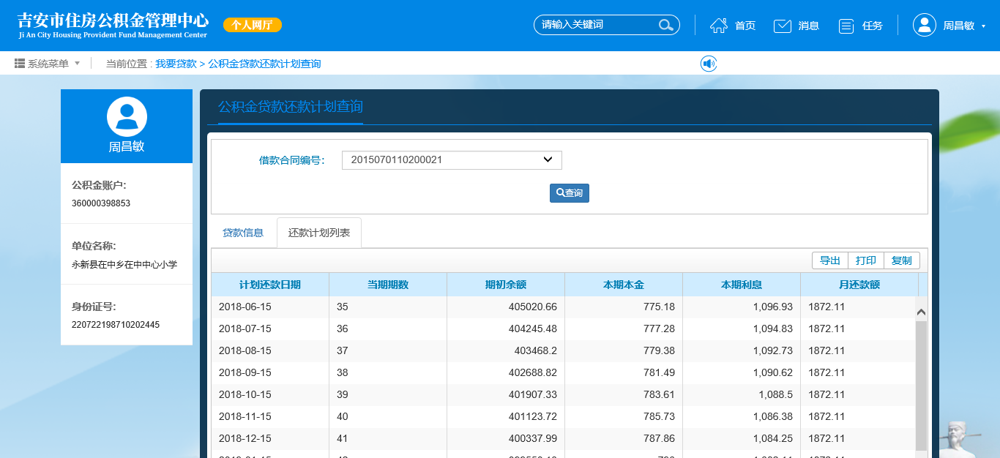 吉安市住房公积金管理中心
Ji An City Housing Provident Fund Management Center
个人网厅
请输入关键词
首页
消息
任务
周昌敏
系统菜单
当前位置 : 我要贷款 > 公积金贷款还款计划查询
周昌敏
公积金账户:
360000398853
单位名称:
永新县在中乡在中中心小学
身份证号:
220722198710202445
公积金贷款还款计划查询
借款合同编号: 2015070110200021
查询
贷款信息 还款计划列表
导出 打印 复制
计划还款日期 当期期数 期初余额 本期本金 本期利息 月还款额
2018-06-15 35 405020.66 775.18 1,096.93 1872.11
2018-07-15 36 404245.48 777.28 1,094.83 1872.11
2018-08-15 37 403468.2 779.38 1,092.73 1872.11
2018-09-15 38 402688.82 781.49 1,090.62 1872.11
2018-10-15 39 401907.33 783.61 1,088.5 1872.11
2018-11-15 40 401123.72 785.73 1,086.38 1872.11
2018-12-15 41 400337.99 787.86 1,084.25 1872.11